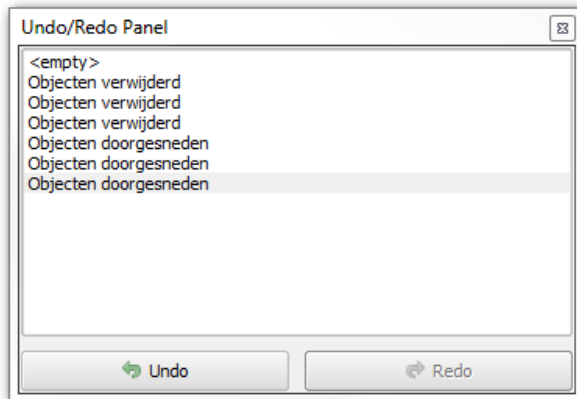 Undo/Redo Panel
<empty>
Objecten verwijderd
Objecten verwijderd
Objecten verwijderd
Objecten doorgesneden
Objecten doorgesneden
Objecten doorgesneden
Undo
Redo